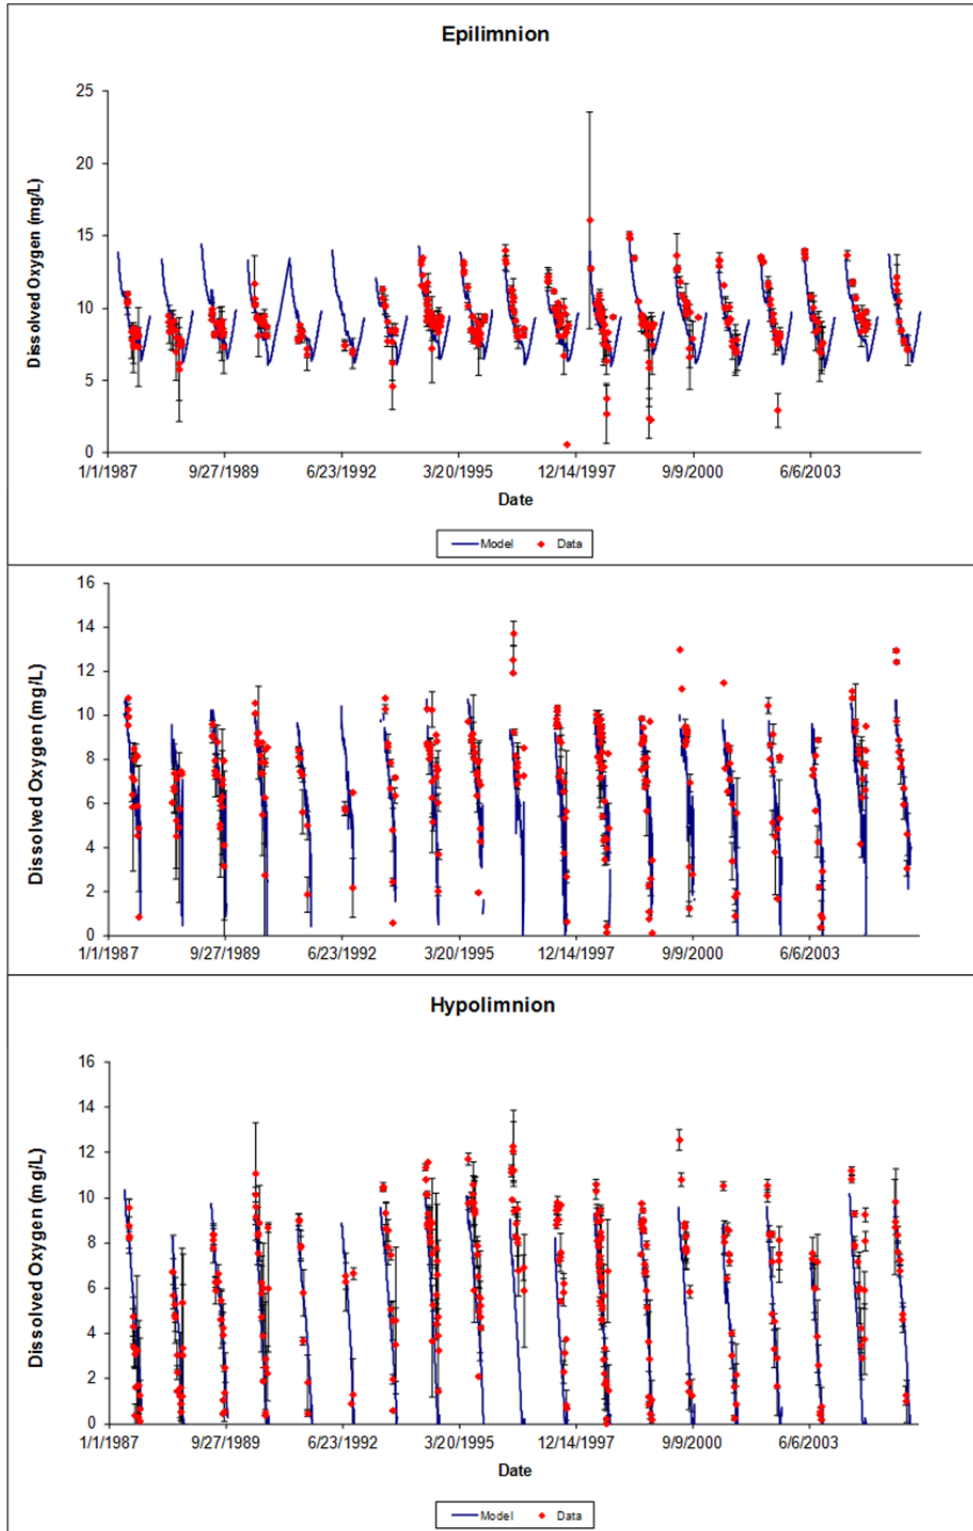 Epilimnion
Dissolved Oxygen (mg/L)
25
20
15
10
5
0
1/1/1987 9/27/1989 6/23/1992 3/20/1995 12/14/1997 9/9/2000 6/6/2003
Date
Model Data
Dissolved Oxygen (mg/L)
16
14
12
10
8
6
4
2
0
1/1/1987 9/27/1989 6/23/1992 3/20/1995 12/14/1997 9/9/2000 6/6/2003
Hypolimnion
Dissolved Oxygen (mg/L)
16
14
12
10
8
6
4
2
0
1/1/1987 9/27/1989 6/23/1992 3/20/1995 12/14/1997 9/9/2000 6/6/2003
Date
Model Data